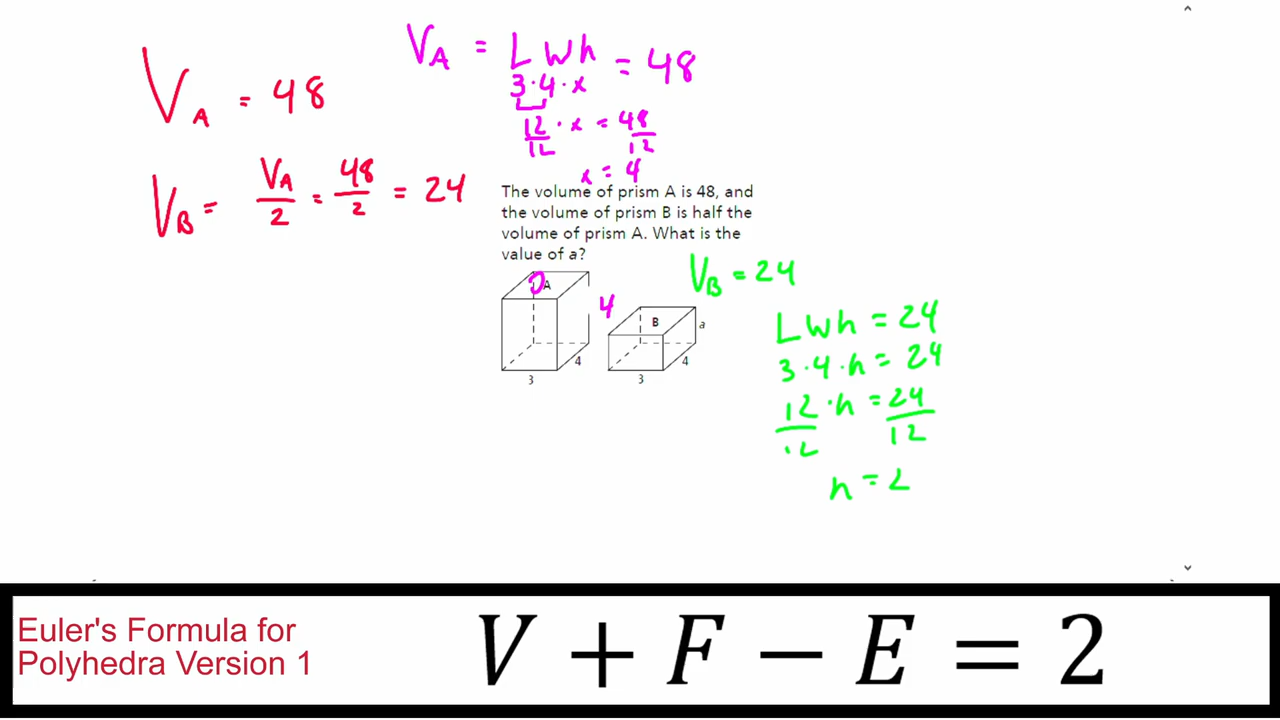 V_A = 48
V_B = V_A/2 = 48/2 = 24
V_A = L W h = 48
3 · 4 · x
12/12 · x = 48/12
x = 4
The volume of prism A is 48, and
the volume of prism B is half the
volume of prism A. What is the
value of a?
A
3
4
4
B
a
3
4
V_B = 24
L W h = 24
3 · 4 · h = 24
12/12 · h = 24/12
h = 2
Euler's Formula for
Polyhedra Version 1
V + F − E = 2